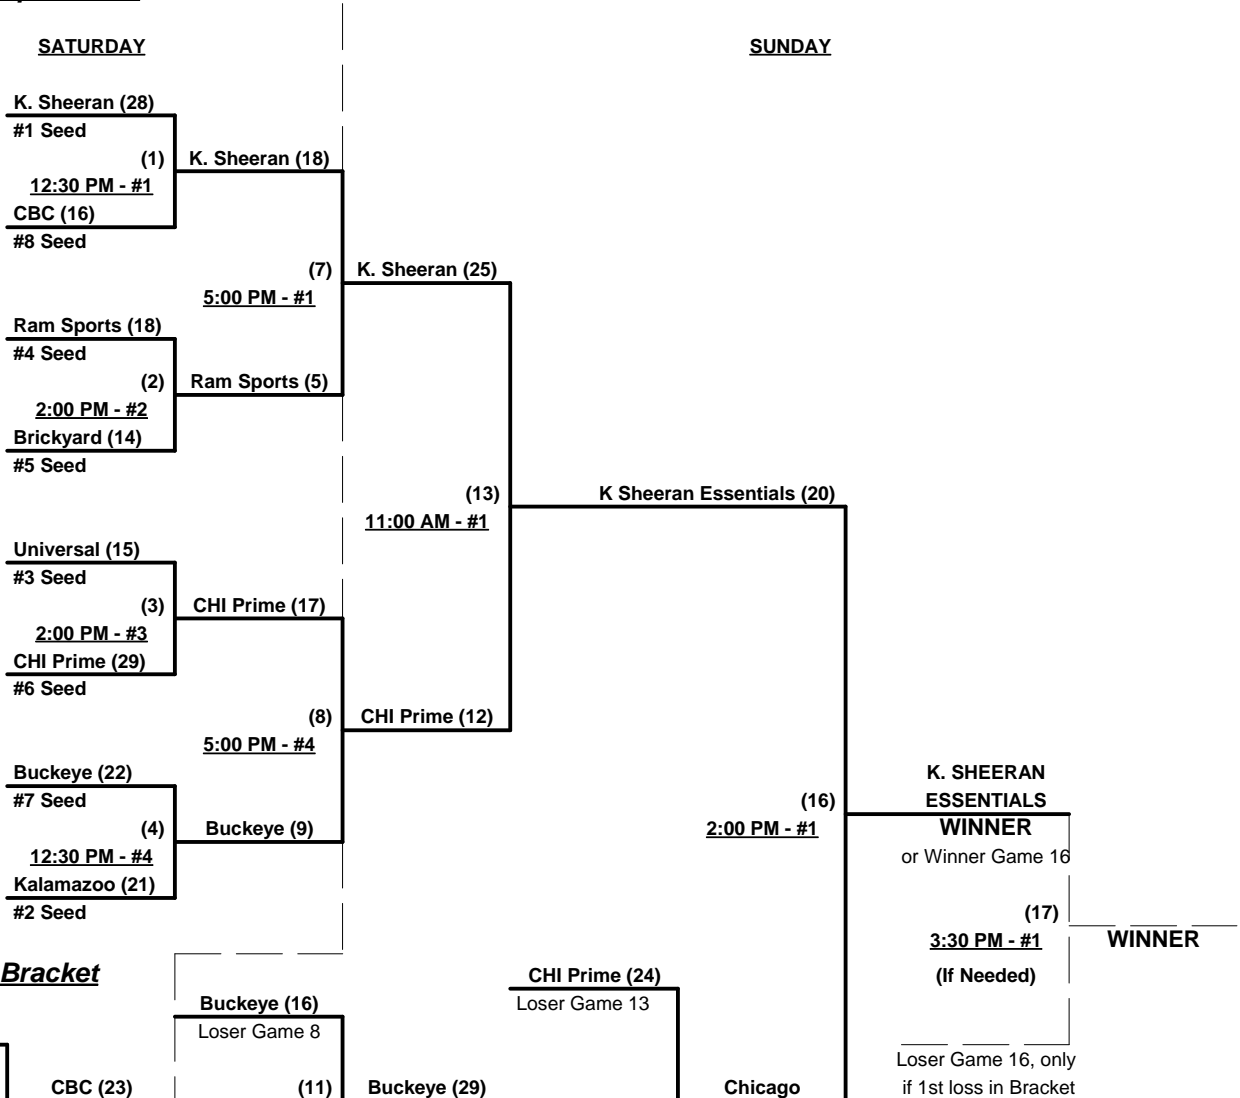 SATURDAY
SUNDAY
K. Sheeran (28)
#1 Seed
(1)
K. Sheeran (18)
12:30 PM - #1
CBC (16)
#8 Seed
(7)
K. Sheeran (25)
5:00 PM - #1
Ram Sports (18)
#4 Seed
(2)
Ram Sports (5)
2:00 PM - #2
Brickyard (14)
#5 Seed
(13)
K Sheeran Essentials (20)
11:00 AM - #1
Universal (15)
#3 Seed
(3)
CHI Prime (17)
2:00 PM - #3
CHI Prime (29)
#6 Seed
(8)
CHI Prime (12)
5:00 PM - #4
Buckeye (22)
#7 Seed
(4)
Buckeye (9)
12:30 PM - #4
Kalamazoo (21)
#2 Seed
K. SHEERAN
ESSENTIALS
(16)
2:00 PM - #1
WINNER
or Winner Game 16
(17)
3:30 PM - #1
WINNER
(If Needed)
Bracket
CHI Prime (24)
Loser Game 13
Buckeye (16)
Loser Game 8
Loser Game 16, only
if 1st loss in Bracket
CBC (23)
(11)
Buckeye (29)
Chicago